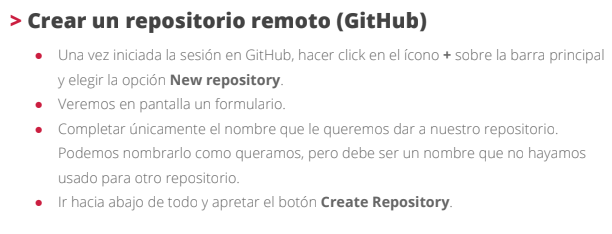 > Crear un repositorio remoto (GitHub)
● Una vez iniciada la sesión en GitHub, hacer click en el ícono + sobre la barra principal
y elegir la opción New repository.
● Veremos en pantalla un formulario.
● Completar únicamente el nombre que le queremos dar a nuestro repositorio.
Podemos nombrarlo como queramos, pero debe ser un nombre que no hayamos
usado para otro repositorio.
● Ir hacia abajo de todo y apretar el botón Create Repository.